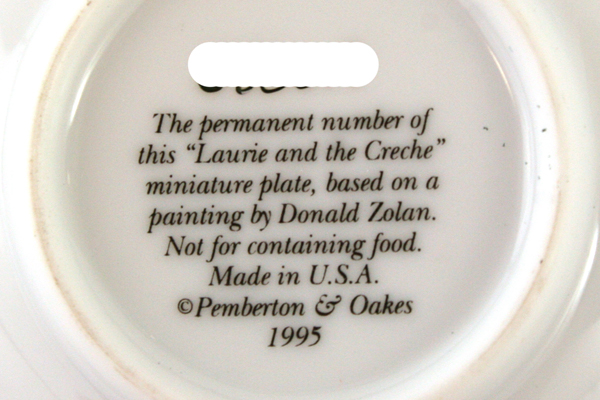 The permanent number of
this “Laurie and the Creche”
miniature plate, based on a
painting by Donald Zolan.
Not for containing food.
Made in U.S.A.
©Pemberton & Oakes
1995